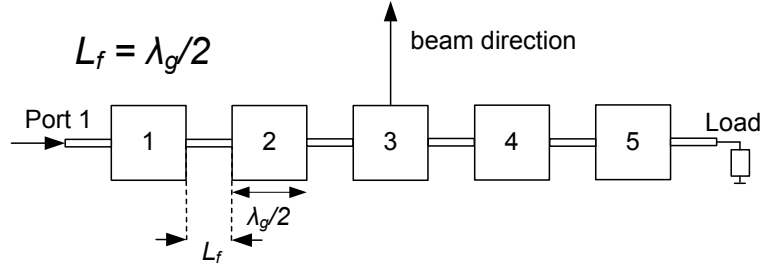 L_f = λ_g/2
beam direction
Port 1
1
2
3
4
5
Load
λ_g/2
L_f